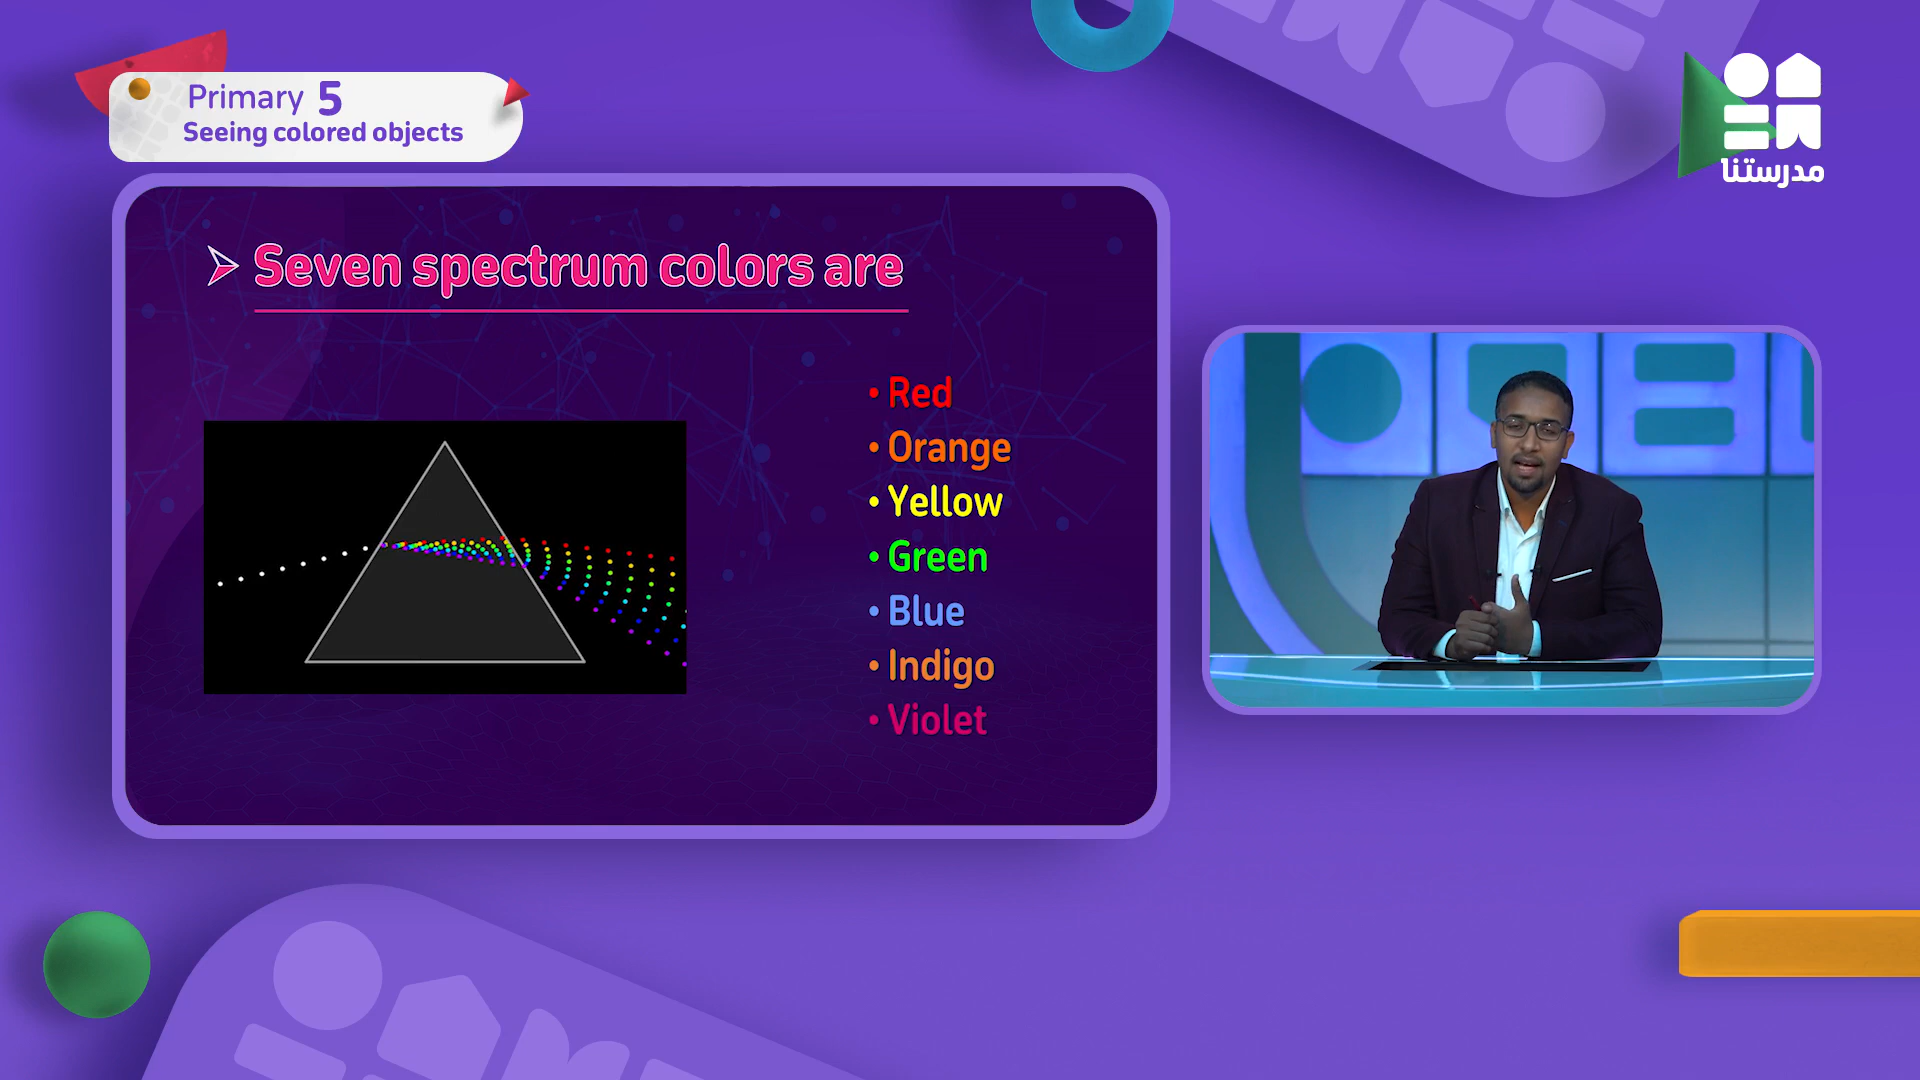 Primary 5
Seeing colored objects
مدرستنا
Seven spectrum colors are
• Red
• Orange
• Yellow
• Green
• Blue
• Indigo
• Violet